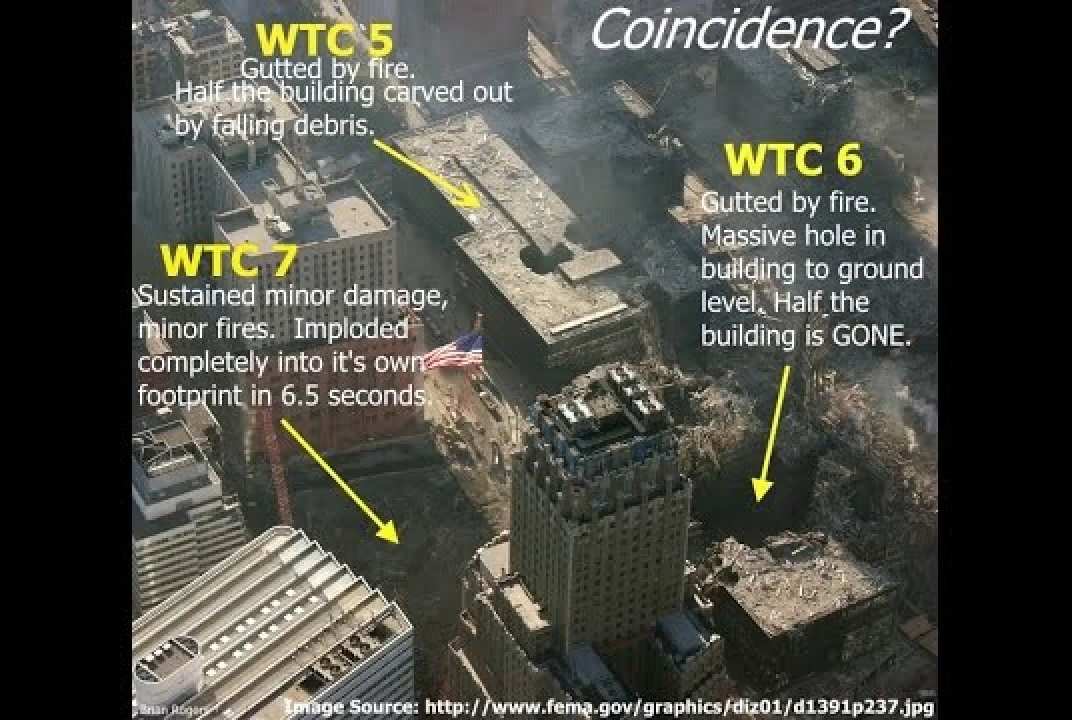 Coincidence?
WTC 5
Gutted by fire.
Half the building carved out
by falling debris.
WTC 6
Gutted by fire.
Massive hole in
building to ground
level. Half the
building is GONE.
WTC 7
Sustained minor damage,
minor fires. Imploded
completely into it's own
footprint in 6.5 seconds.
Brian Rogers
Image Source: http://www.fema.gov/graphics/diz01/d1391p237.jpg